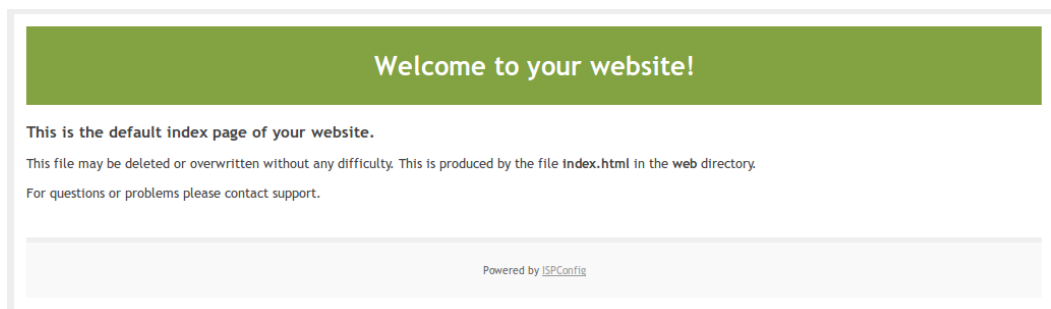 Welcome to your website!
This is the default index page of your website.
This file may be deleted or overwritten without any difficulty. This is produced by the file index.html in the web directory.
For questions or problems please contact support.
Powered by ISPConfig